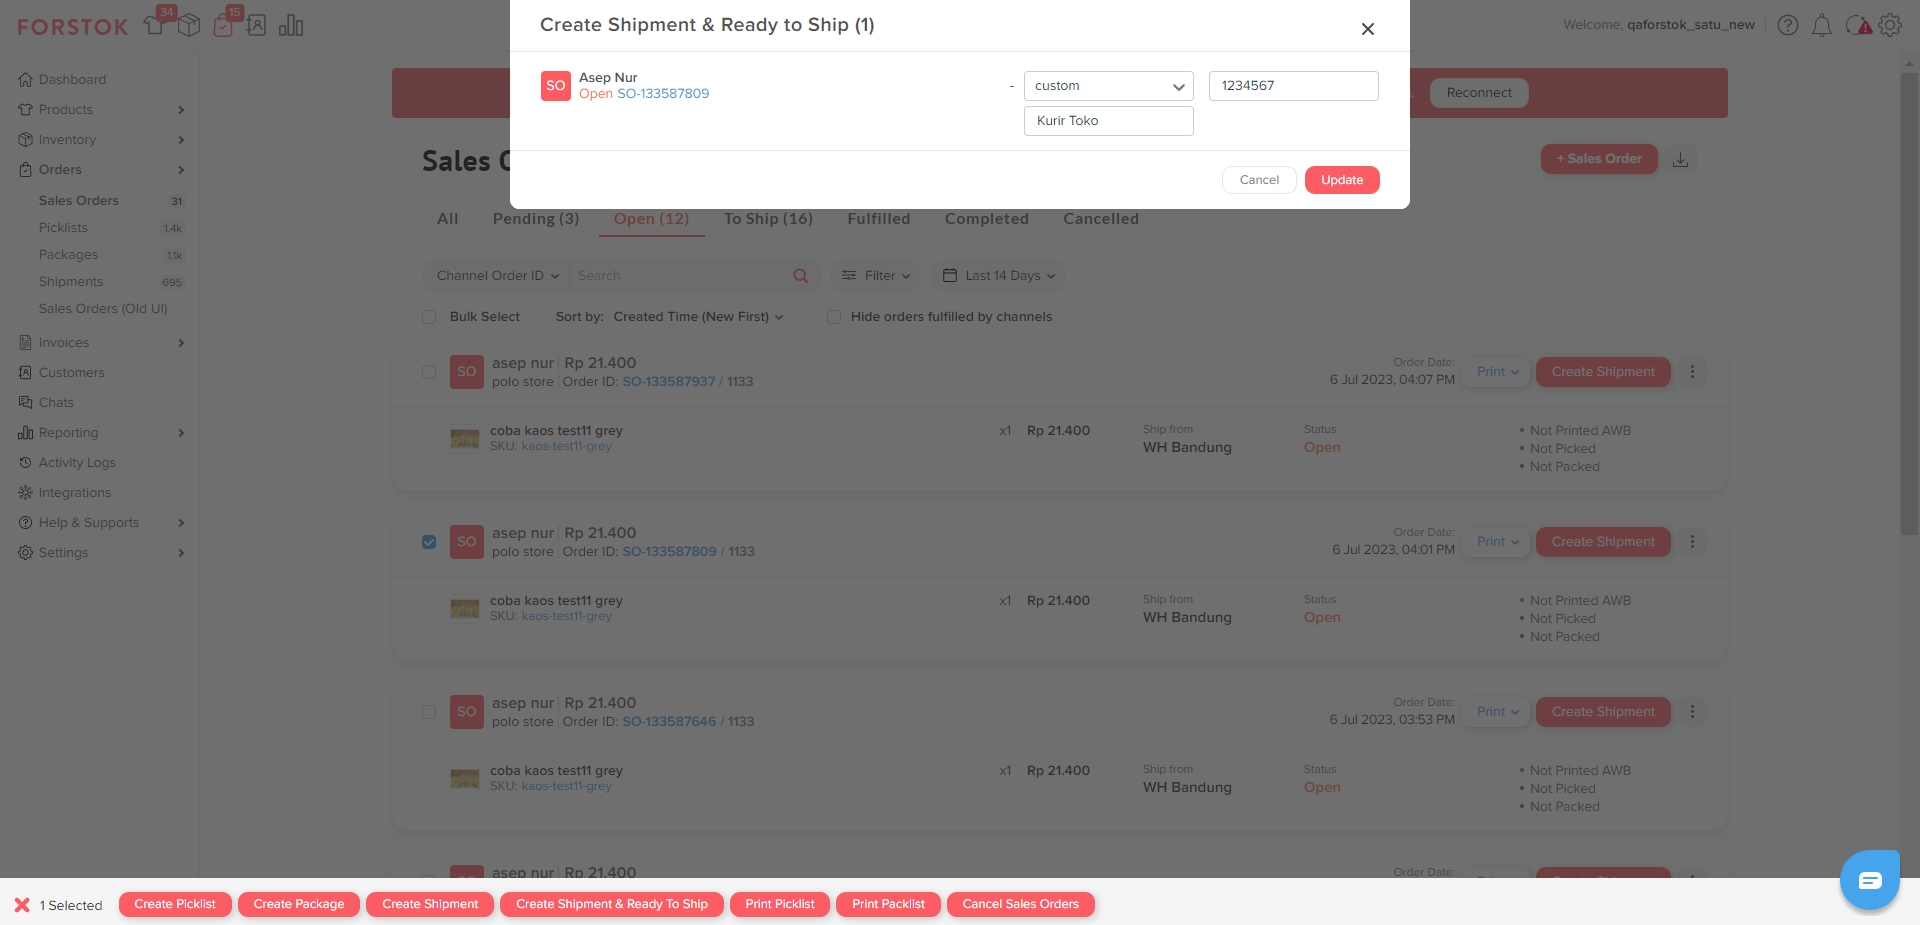 Create Shipment & Ready to Ship (1)
SO
Asep Nur
Open SO-133587809
-
custom
1234567
Kurir Toko
Cancel
Update
FORSTOK
34
15
Welcome, qaforstok_satu_new
Dashboard
Products
Inventory
Orders
Sales Orders 31
Picklists 1.4k
Packages 1.1k
Shipments 695
Sales Orders (Old UI)
Invoices
Customers
Chats
Reporting
Activity Logs
Integrations
Help & Supports
Settings
Reconnect
Sales
+ Sales Order
All
Pending (3)
Open (12)
To Ship (16)
Fulfilled
Completed
Cancelled
Channel Order ID
Search
Filter
Last 14 Days
Bulk Select
Sort by: Created Time (New First)
Hide orders fulfilled by channels
SO
asep nur Rp 21.400
polo store Order ID: SO-133587937 / 1133
Order Date:
6 Jul 2023, 04:07 PM
Print
Create Shipment
coba kaos test11 grey
SKU: kaos-test11-grey
x1 Rp 21.400
Ship from
WH Bandung
Status
Open
• Not Printed AWB
• Not Picked
• Not Packed
SO
asep nur Rp 21.400
polo store Order ID: SO-133587809 / 1133
Order Date:
6 Jul 2023, 04:01 PM
Print
Create Shipment
coba kaos test11 grey
SKU: kaos-test11-grey
x1 Rp 21.400
Ship from
WH Bandung
Status
Open
• Not Printed AWB
• Not Picked
• Not Packed
SO
asep nur Rp 21.400
polo store Order ID: SO-133587646 / 1133
Order Date:
6 Jul 2023, 03:53 PM
Print
Create Shipment
coba kaos test11 grey
SKU: kaos-test11-grey
x1 Rp 21.400
Ship from
WH Bandung
Status
Open
• Not Printed AWB
• Not Picked
• Not Packed
asep nur Rp 21.400
Order Date:
1 Selected
Create Picklist
Create Package
Create Shipment
Create Shipment & Ready To Ship
Print Picklist
Print Packlist
Cancel Sales Orders